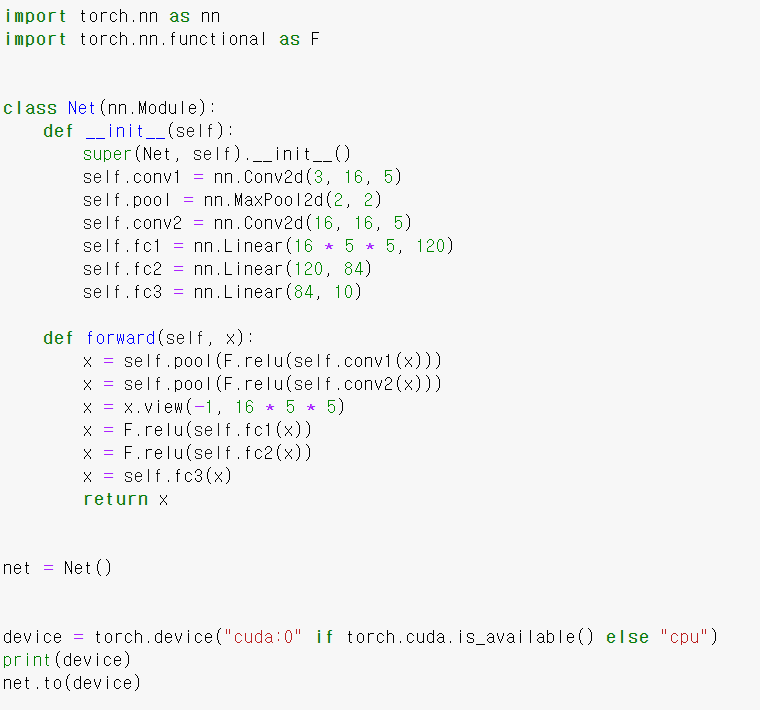 import torch.nn as nn
import torch.nn.functional as F
class Net(nn.Module):
    def __init__(self):
        super(Net, self).__init__()
        self.conv1 = nn.Conv2d(3, 16, 5)
        self.pool = nn.MaxPool2d(2, 2)
        self.conv2 = nn.Conv2d(16, 16, 5)
        self.fc1 = nn.Linear(16 * 5 * 5, 120)
        self.fc2 = nn.Linear(120, 84)
        self.fc3 = nn.Linear(84, 10)
    def forward(self, x):
        x = self.pool(F.relu(self.conv1(x)))
        x = self.pool(F.relu(self.conv2(x)))
        x = x.view(-1, 16 * 5 * 5)
        x = F.relu(self.fc1(x))
        x = F.relu(self.fc2(x))
        x = self.fc3(x)
        return x
net = Net()
device = torch.device("cuda:0" if torch.cuda.is_available() else "cpu")
print(device)
net.to(device)